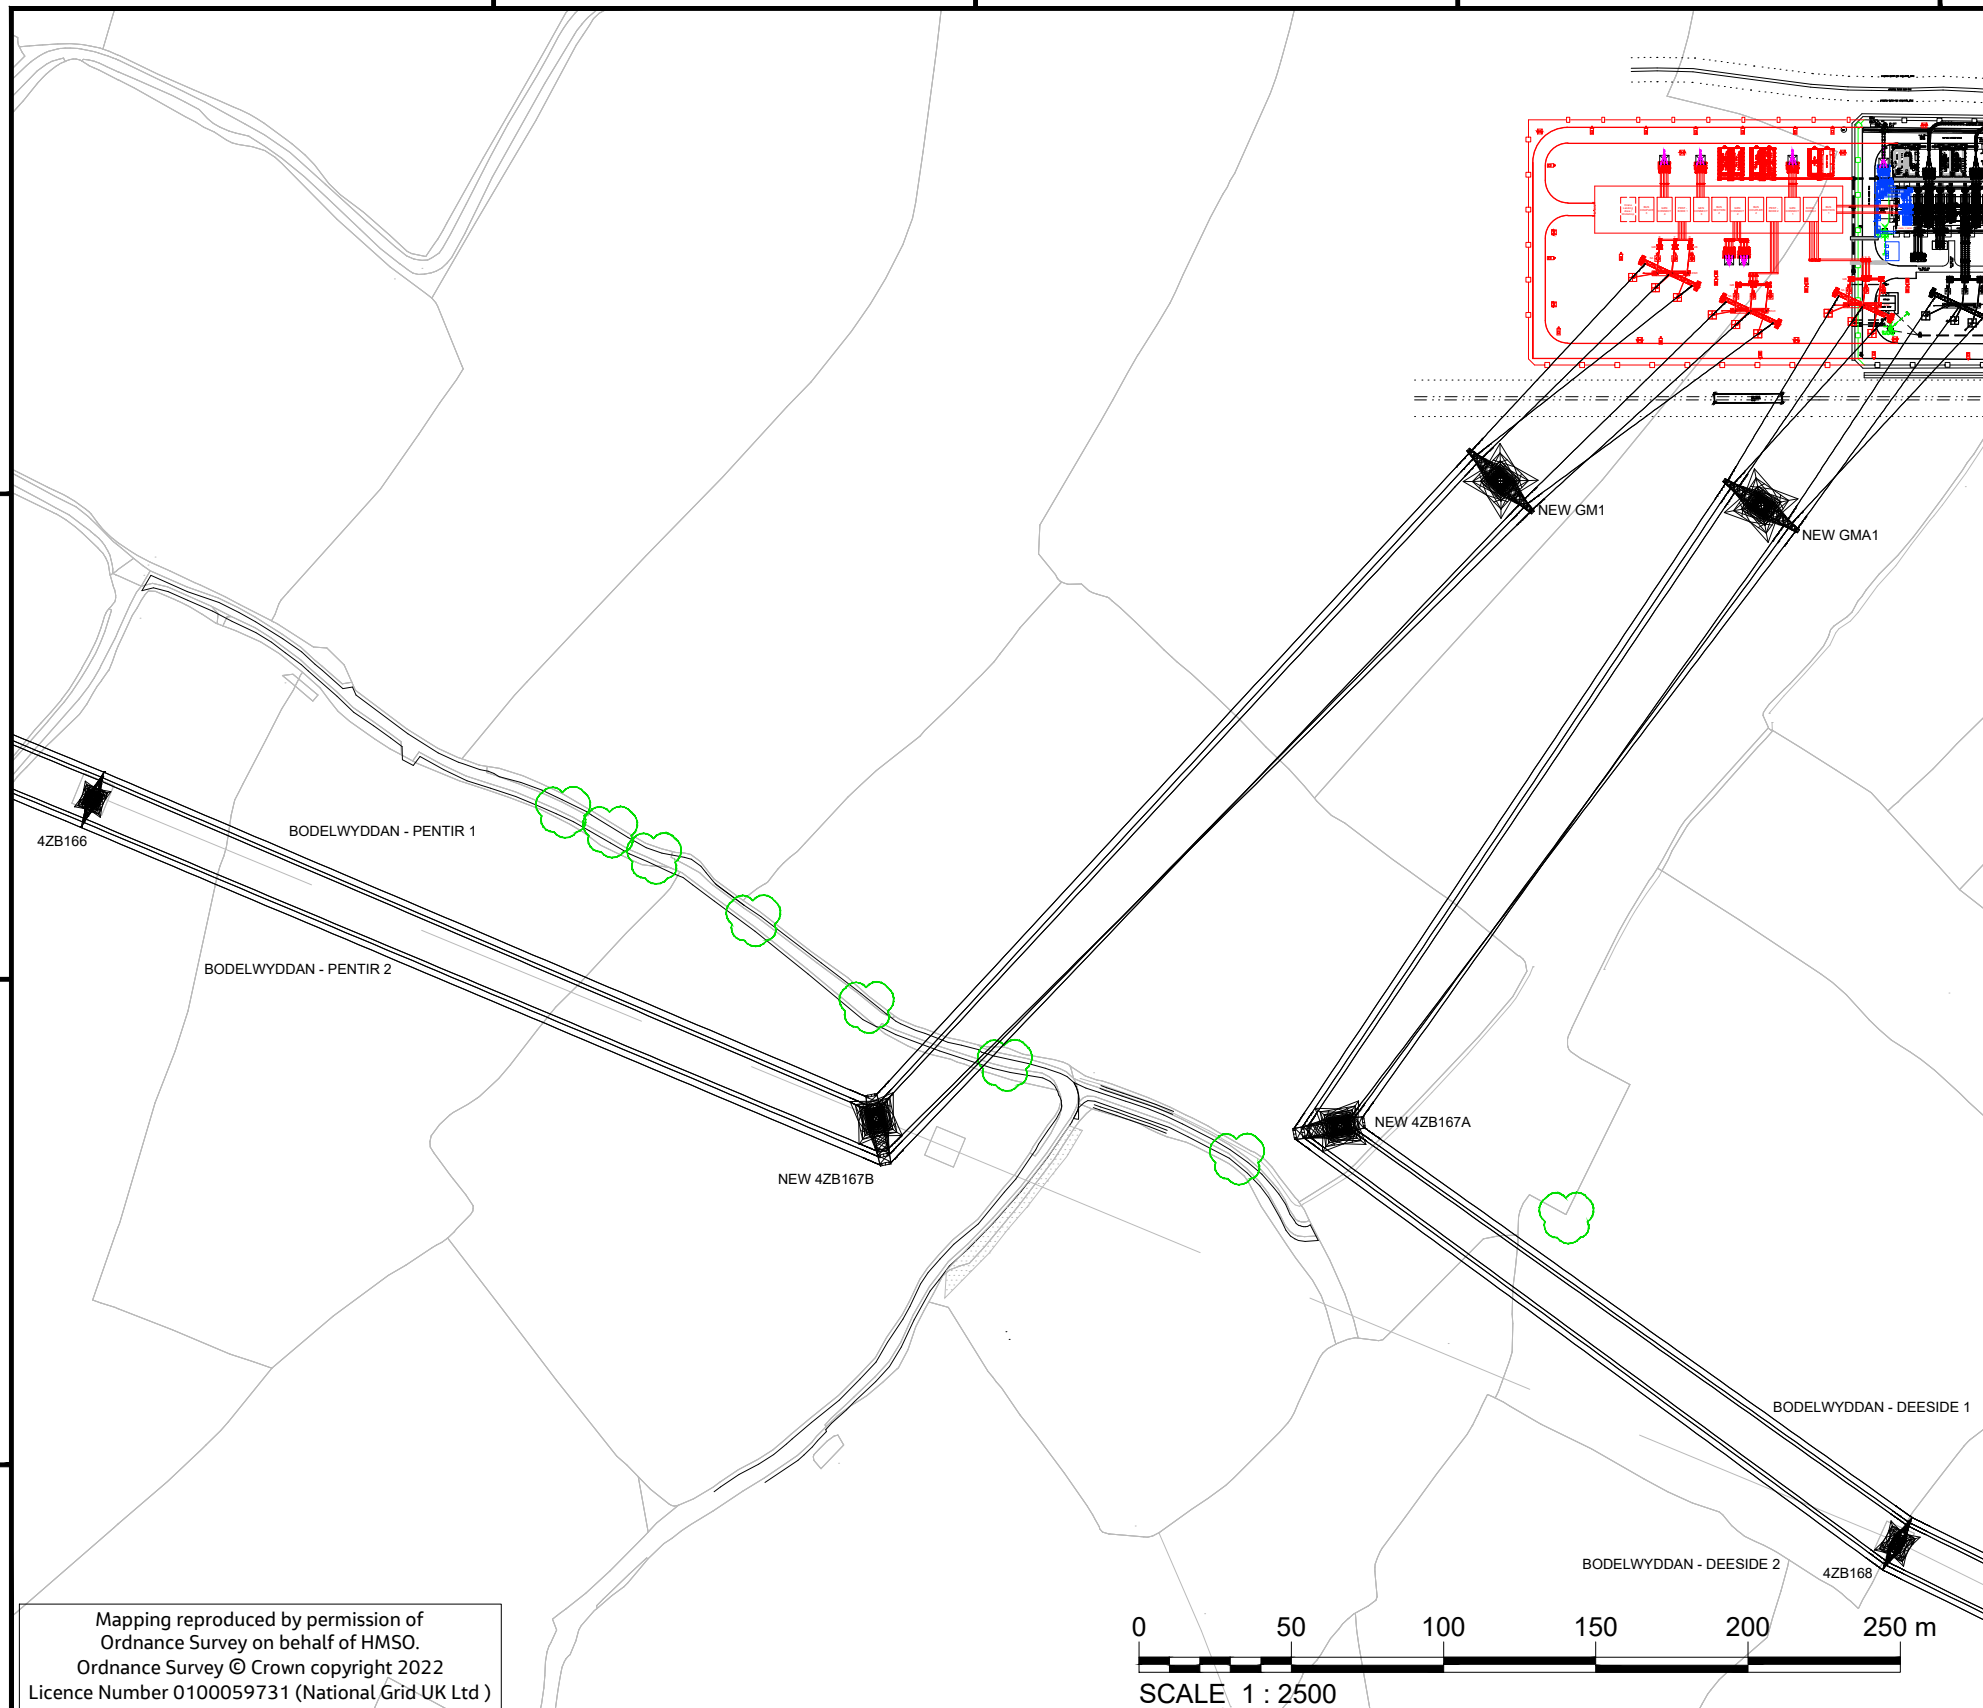 NEW GM1
NEW GMA1
BODELWYDDAN - PENTIR 1
4ZB166
BODELWYDDAN - PENTIR 2
NEW 4ZB167A
NEW 4ZB167B
BODELWYDDAN - DEESIDE 1
BODELWYDDAN - DEESIDE 2
4ZB168
Mapping reproduced by permission of
Ordnance Survey on behalf of HMSO.
Ordnance Survey © Crown copyright 2022
Licence Number 0100059731 (National Grid UK Ltd )
0 50 100 150 200 250 m
SCALE 1 : 2500